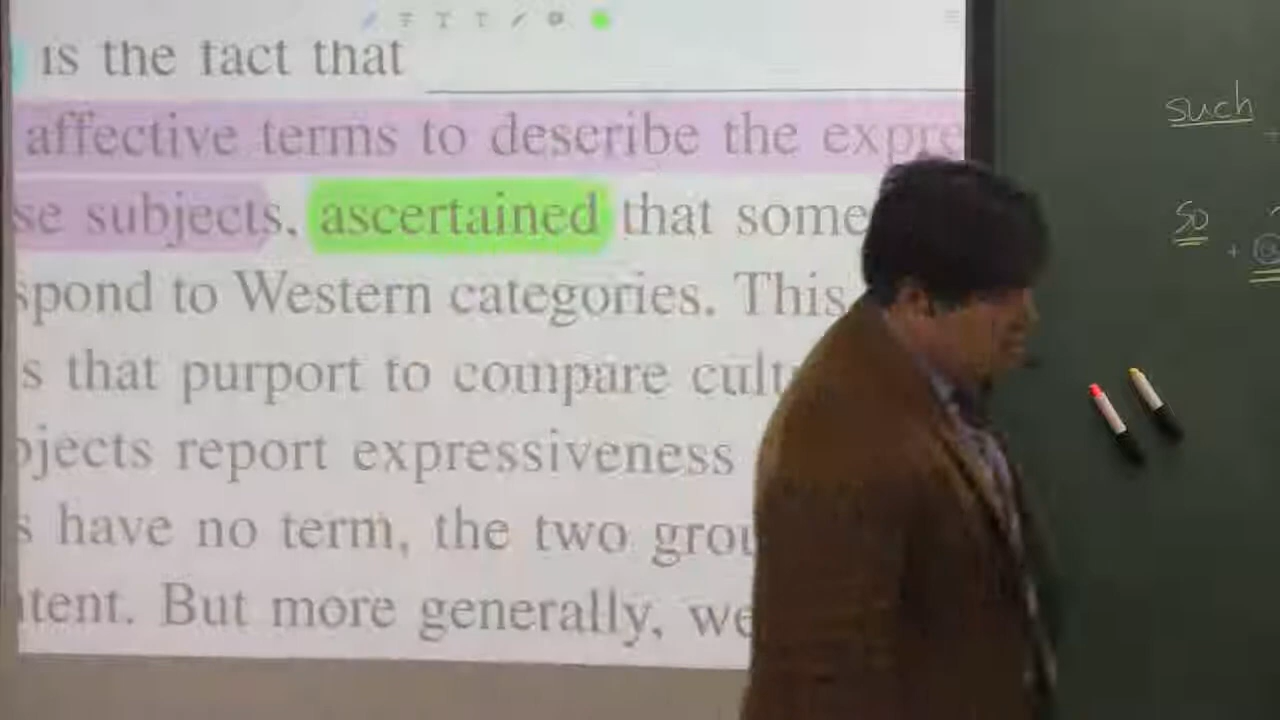 is the fact that
affective terms to describe the expre
se subjects, ascertained that some
spond to Western categories. This
s that purport to compare cult
bjects report expressiveness
s have no term, the two grou
ntent. But more generally, we
such
so
+